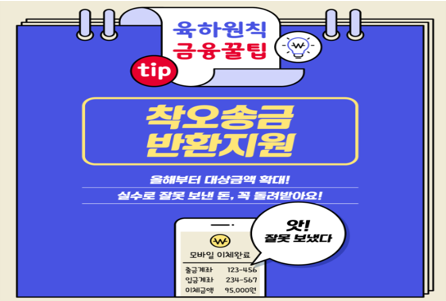 육하원칙
금융꿀팁
tip
착오송금
반환지원
올해부터 대상금액 확대!
실수로 잘못 보낸 돈, 꼭 돌려받아요!
앗!
잘못 보냈다
₩
모바일 이체완료
출금계좌 123-456
입금계좌 234-567
이체금액 95,000원